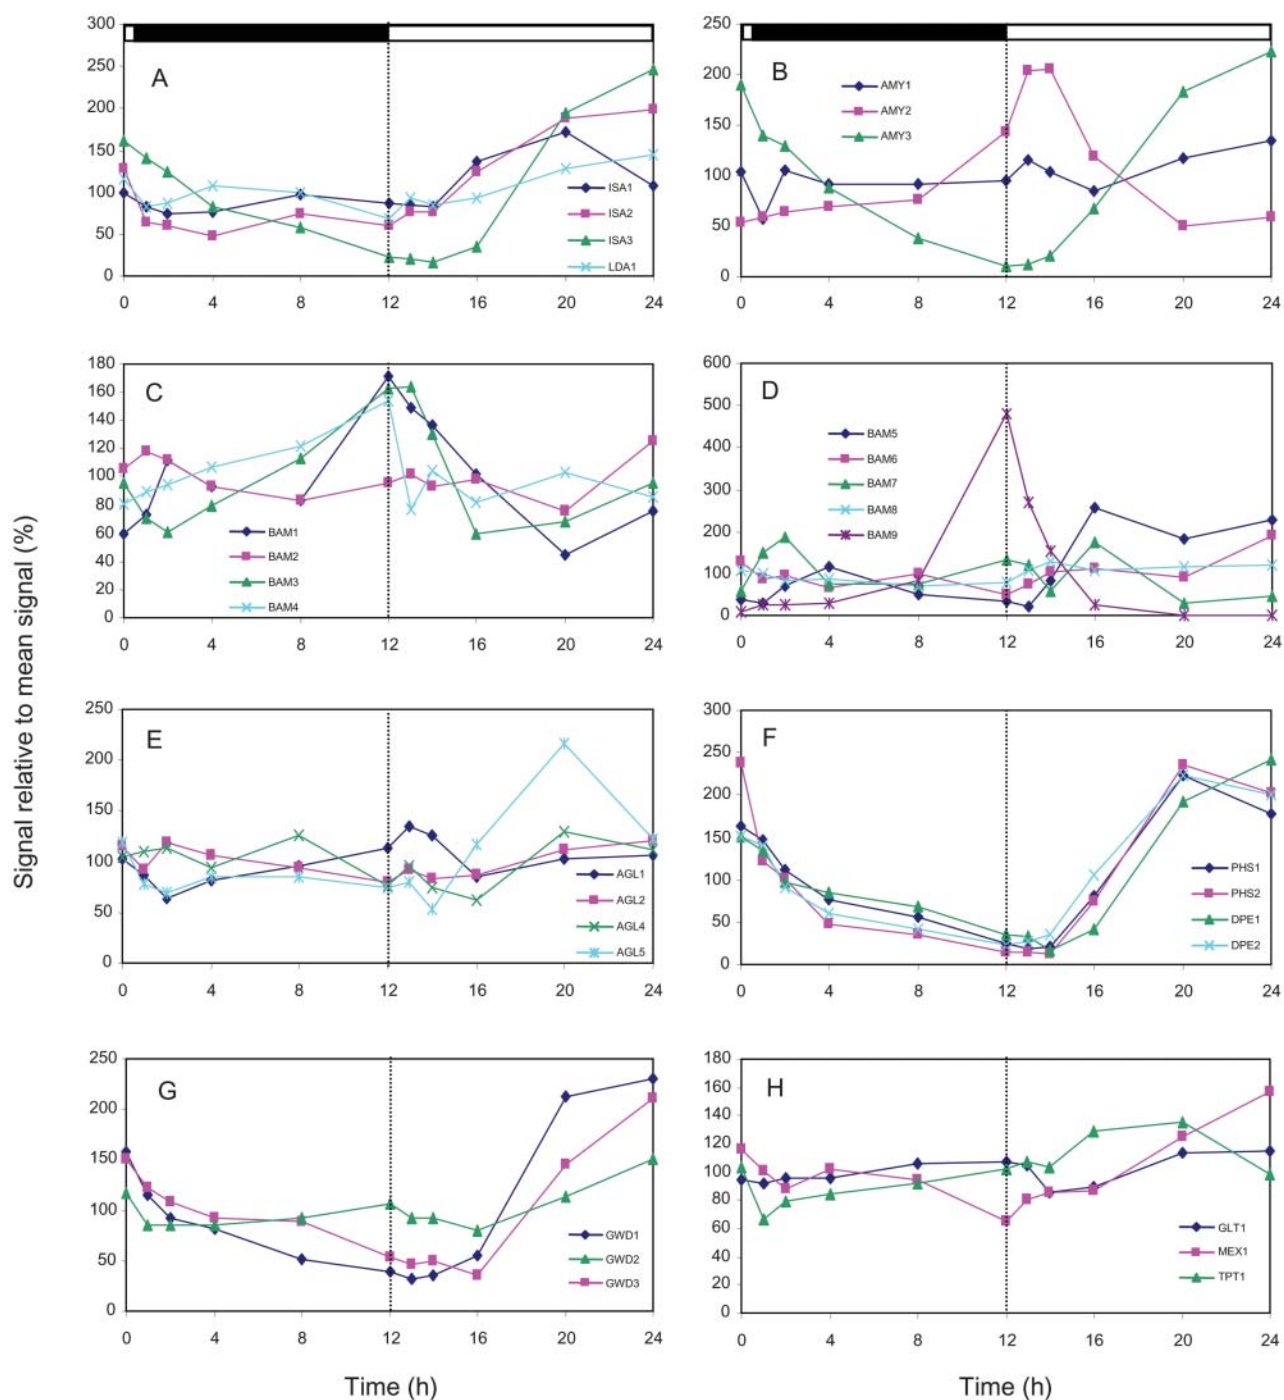 Signal relative to mean signal (%)
A
300
250
200
150
100
50
0
0 4 8 12 16 20 24
ISA1
ISA2
ISA3
LDA1
B
250
200
150
100
50
0
0 4 8 12 16 20 24
AMY1
AMY2
AMY3
C
180
160
140
120
100
80
60
40
20
0
0 4 8 12 16 20 24
BAM1
BAM2
BAM3
BAM4
D
600
500
400
300
200
100
0
0 4 8 12 16 20 24
BAM5
BAM6
BAM7
BAM8
BAM9
E
250
200
150
100
50
0
0 4 8 12 16 20 24
AGL1
AGL2
AGL4
AGL5
F
300
250
200
150
100
50
0
0 4 8 12 16 20 24
PHS1
PHS2
DPE1
DPE2
G
250
200
150
100
50
0
0 4 8 12 16 20 24
GWD1
GWD2
GWD3
Time (h)
H
180
160
140
120
100
80
60
40
20
0
0 4 8 12 16 20 24
GLT1
MEX1
TPT1
Time (h)